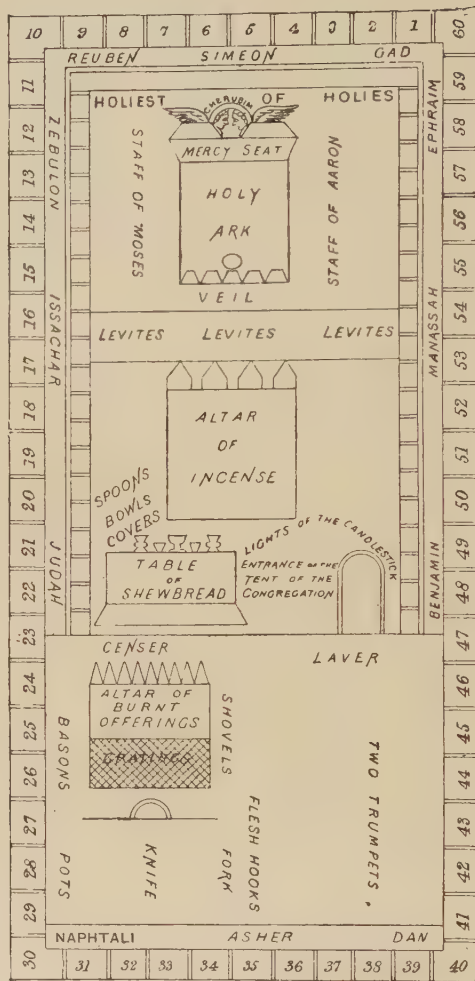 10 9 8 7 6 5 4 3 2 1 60
REUBEN SIMEON GAD
11
12
13
14
15
16
17
18
19
20
21
22
23
24
25
26
27
28
29
30
ZEBULON
ISSACHAR
JUDAH
HOLIEST OF HOLIES
CHERUBIM
MERCY SEAT
STAFF OF MOSES
HOLY
ARK
STAFF OF AARON
VEIL
LEVITES LEVITES LEVITES
ALTAR
OF
INCENSE
SPOONS
BOWLS
COVERS
TABLE
OF
SHEWBREAD
LIGHTS OF THE CANDLESTICK
ENTRANCE OF THE
TENT OF THE
CONGREGATION
CENSER
LAVER
ALTAR OF
BURNT
OFFERINGS
GRATINGS
BASONS
SHOVELS
POTS
KNIFE
FORK
FLESH HOOKS
TWO TRUMPETS.
EPHRAIM
MANASSAH
BENJAMIN
59
58
57
56
55
54
53
52
51
50
49
48
47
46
45
44
43
42
41
NAPHTALI ASHER DAN
31 32 33 34 35 36 37 38 39 40